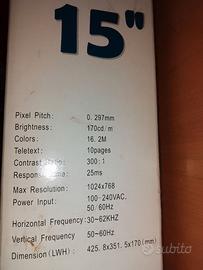 15"
Pixel Pitch: 0. 297mm
Brightness: 170cd/m
Colors: 16. 2M
Teletext: 10pages
Contrast Ratio: 300:1
Response Time: 25ms
Max Resolution: 1024x768
Power Input: 100-240VAC.
50/60Hz
Horizontal Frequency: 30~62KHZ
Vertical Frequency 50~60Hz
Dimension (LWH): 425. 8x351. 5x170(mm)
subito